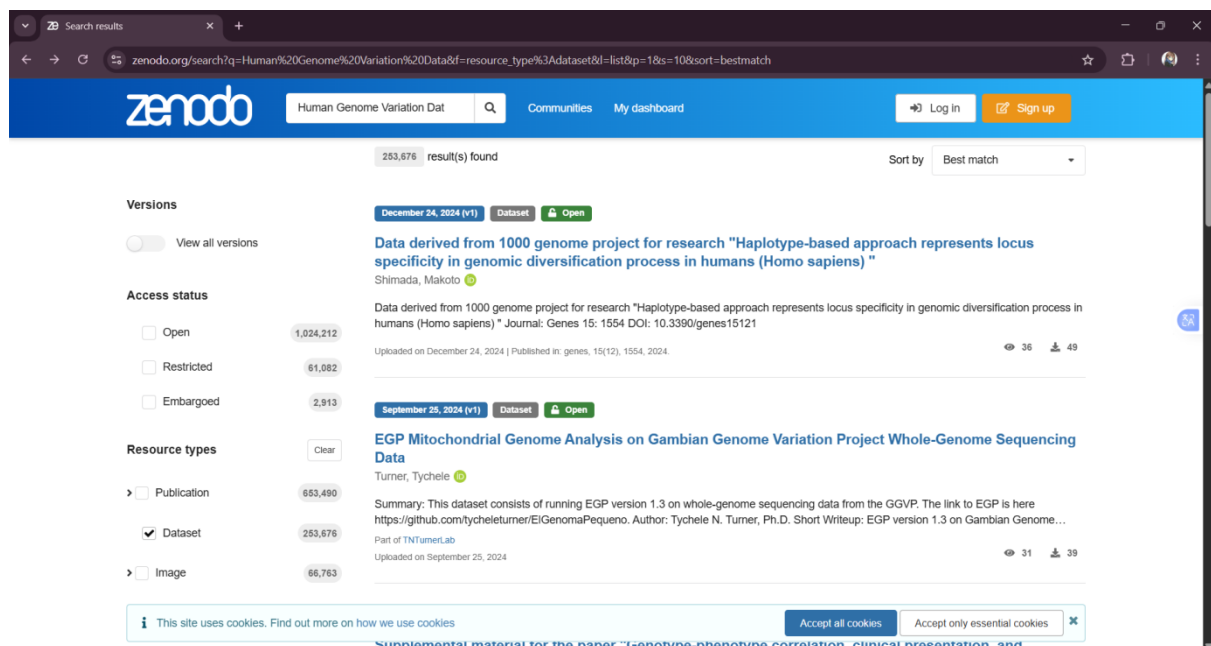 Search results
zenodo.org/search?q=Human%20Genome%20Variation%20Data&f=resource_type%3Adataset&l=list&p=1&s=10&sort=bestmatch
zenodo
Human Genome Variation Dat
Communities
My dashboard
Log in
Sign up
253,676 result(s) found
Sort by Best match
Versions
View all versions
Access status
Open 1,024,212
Restricted 61,082
Embargoed 2,913
Resource types Clear
Publication 653,490
Dataset 253,676
Image 66,763
December 24, 2024 (v1) Dataset Open
Data derived from 1000 genome project for research "Haplotype-based approach represents locus
specificity in genomic diversification process in humans (Homo sapiens) "
Shimada, Makoto
Data derived from 1000 genome project for research "Haplotype-based approach represents locus specificity in genomic diversification process in
humans (Homo sapiens) " Journal: Genes 15: 1554 DOI: 10.3390/genes15121
Uploaded on December 24, 2024 | Published in: genes, 15(12), 1554, 2024.
36 49
September 25, 2024 (v1) Dataset Open
EGP Mitochondrial Genome Analysis on Gambian Genome Variation Project Whole-Genome Sequencing
Data
Turner, Tychele
Summary: This dataset consists of running EGP version 1.3 on whole-genome sequencing data from the GGVP. The link to EGP is here
https://github.com/tycheleturner/ElGenomaPequeno. Author: Tychele N. Turner, Ph.D. Short Writeup: EGP version 1.3 on Gambian Genome…
Part of TNTurnerLab
Uploaded on September 25, 2024
31 39
This site uses cookies. Find out more on how we use cookies
Accept all cookies
Accept only essential cookies
Supplemental material for the paper "Genotype-phenotype correlation, clinical presentation, and